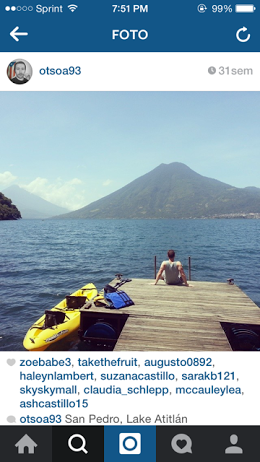 Sprint 7:51 PM 99%
FOTO
otsoa93 31sem
zoebabe3, takethefruit, augusto0892,
haleynlambert, suzanacastillo, sarakb121,
skyskymall, claudia_schlepp, mccauleylea,
ashcastillo15
otsoa93 San Pedro, Lake Atitlán